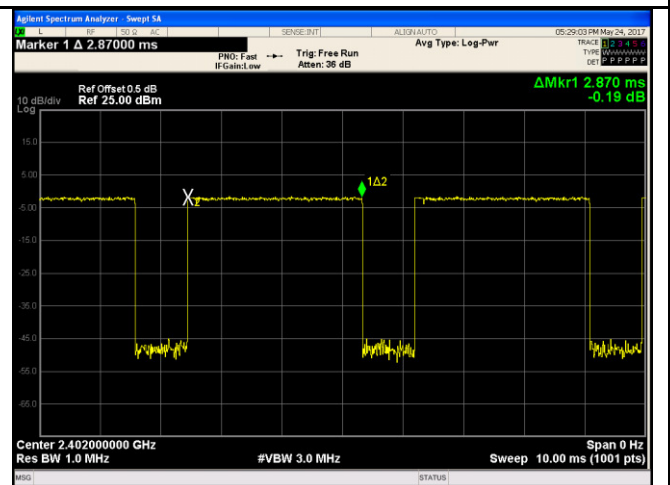 Agilent Spectrum Analyzer - Swept SA
L RF 50 Ω AC SENSE:INT ALIGNAUTO 05:29:03 PM May 24, 2017
Marker 1 Δ 2.87000 ms
PNO: Fast
IFGain:Low
Trig: Free Run
Atten: 36 dB
Avg Type: Log-Pwr
TRACE 1 2 3 4 5 6
TYPE
DET P P P P P P
Ref Offset 0.5 dB
10 dB/div Ref 25.00 dBm
Log
ΔMkr1 2.870 ms
-0.19 dB
15.0
5.00
1Δ2
X2
-5.00
-15.0
-25.0
-35.0
-45.0
-55.0
-65.0
Center 2.402000000 GHz Span 0 Hz
Res BW 1.0 MHz #VBW 3.0 MHz Sweep 10.00 ms (1001 pts)
MSG STATUS